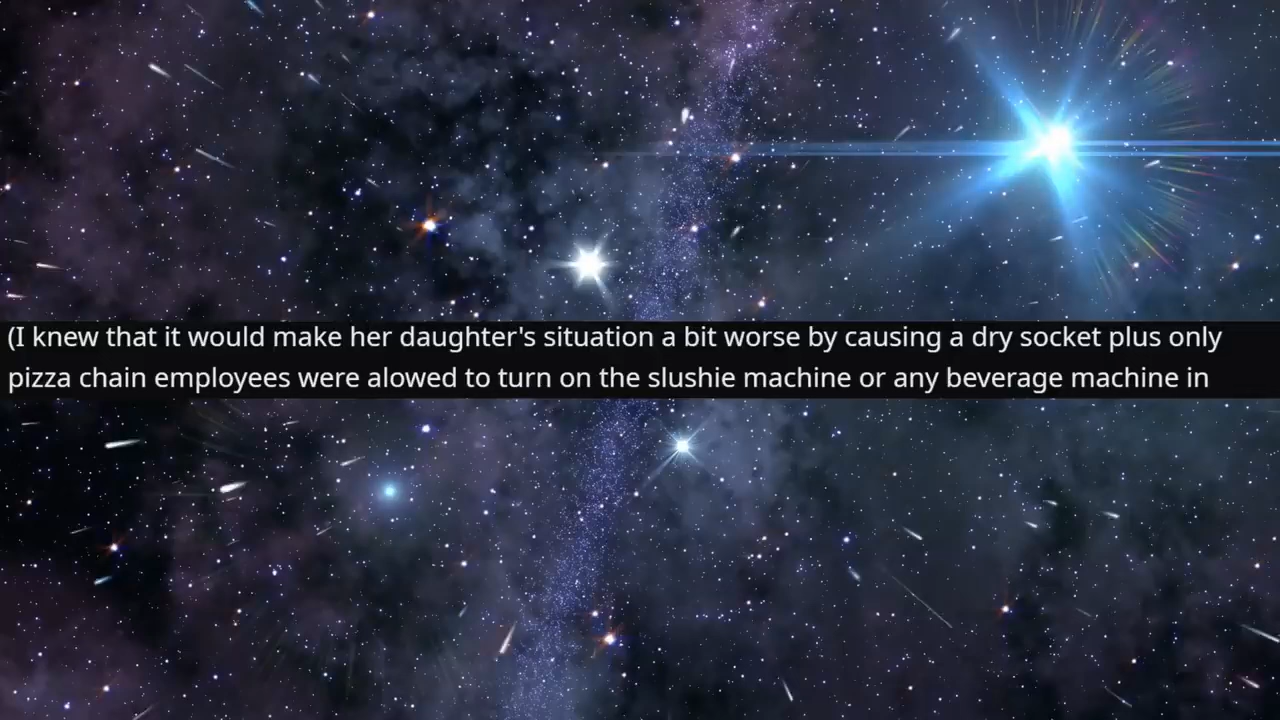 (I knew that it would make her daughter's situation a bit worse by causing a dry socket plus only
pizza chain employees were alowed to turn on the slushie machine or any beverage machine in